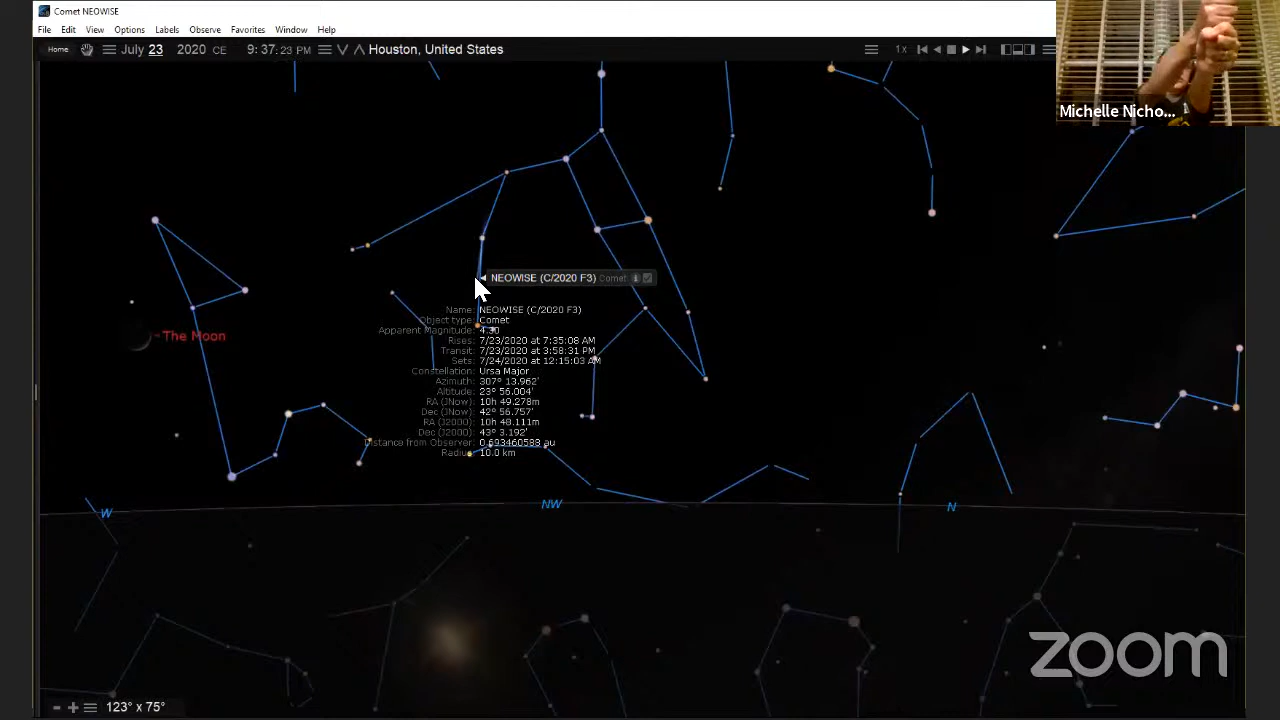 Comet NEOWISE
File Edit View Options Labels Observe Favorites Window Help
Home July 23 2020 CE 9:37:23 PM Houston, United States 1x
Michelle Nicho...
NEOWISE (C/2020 F3) Comet
Name: NEOWISE (C/2020 F3)
Object type: Comet
Apparent Magnitude: 4.30
Rises: 7/23/2020 at 7:35:08 AM
Transit: 7/23/2020 at 3:58:31 PM
Sets: 7/24/2020 at 12:15:03 AM
Constellation: Ursa Major
Azimuth: 307° 13.962'
Altitude: 23° 56.004'
RA (JNow): 10h 49.278m
Dec (JNow): 42° 56.757'
RA (J2000): 10h 48.111m
Dec (J2000): 43° 3.192'
Distance from Observer: 0.693460588 au
Radius: 10.0 km
The Moon
W
NW
N
zoom
123° x 75°